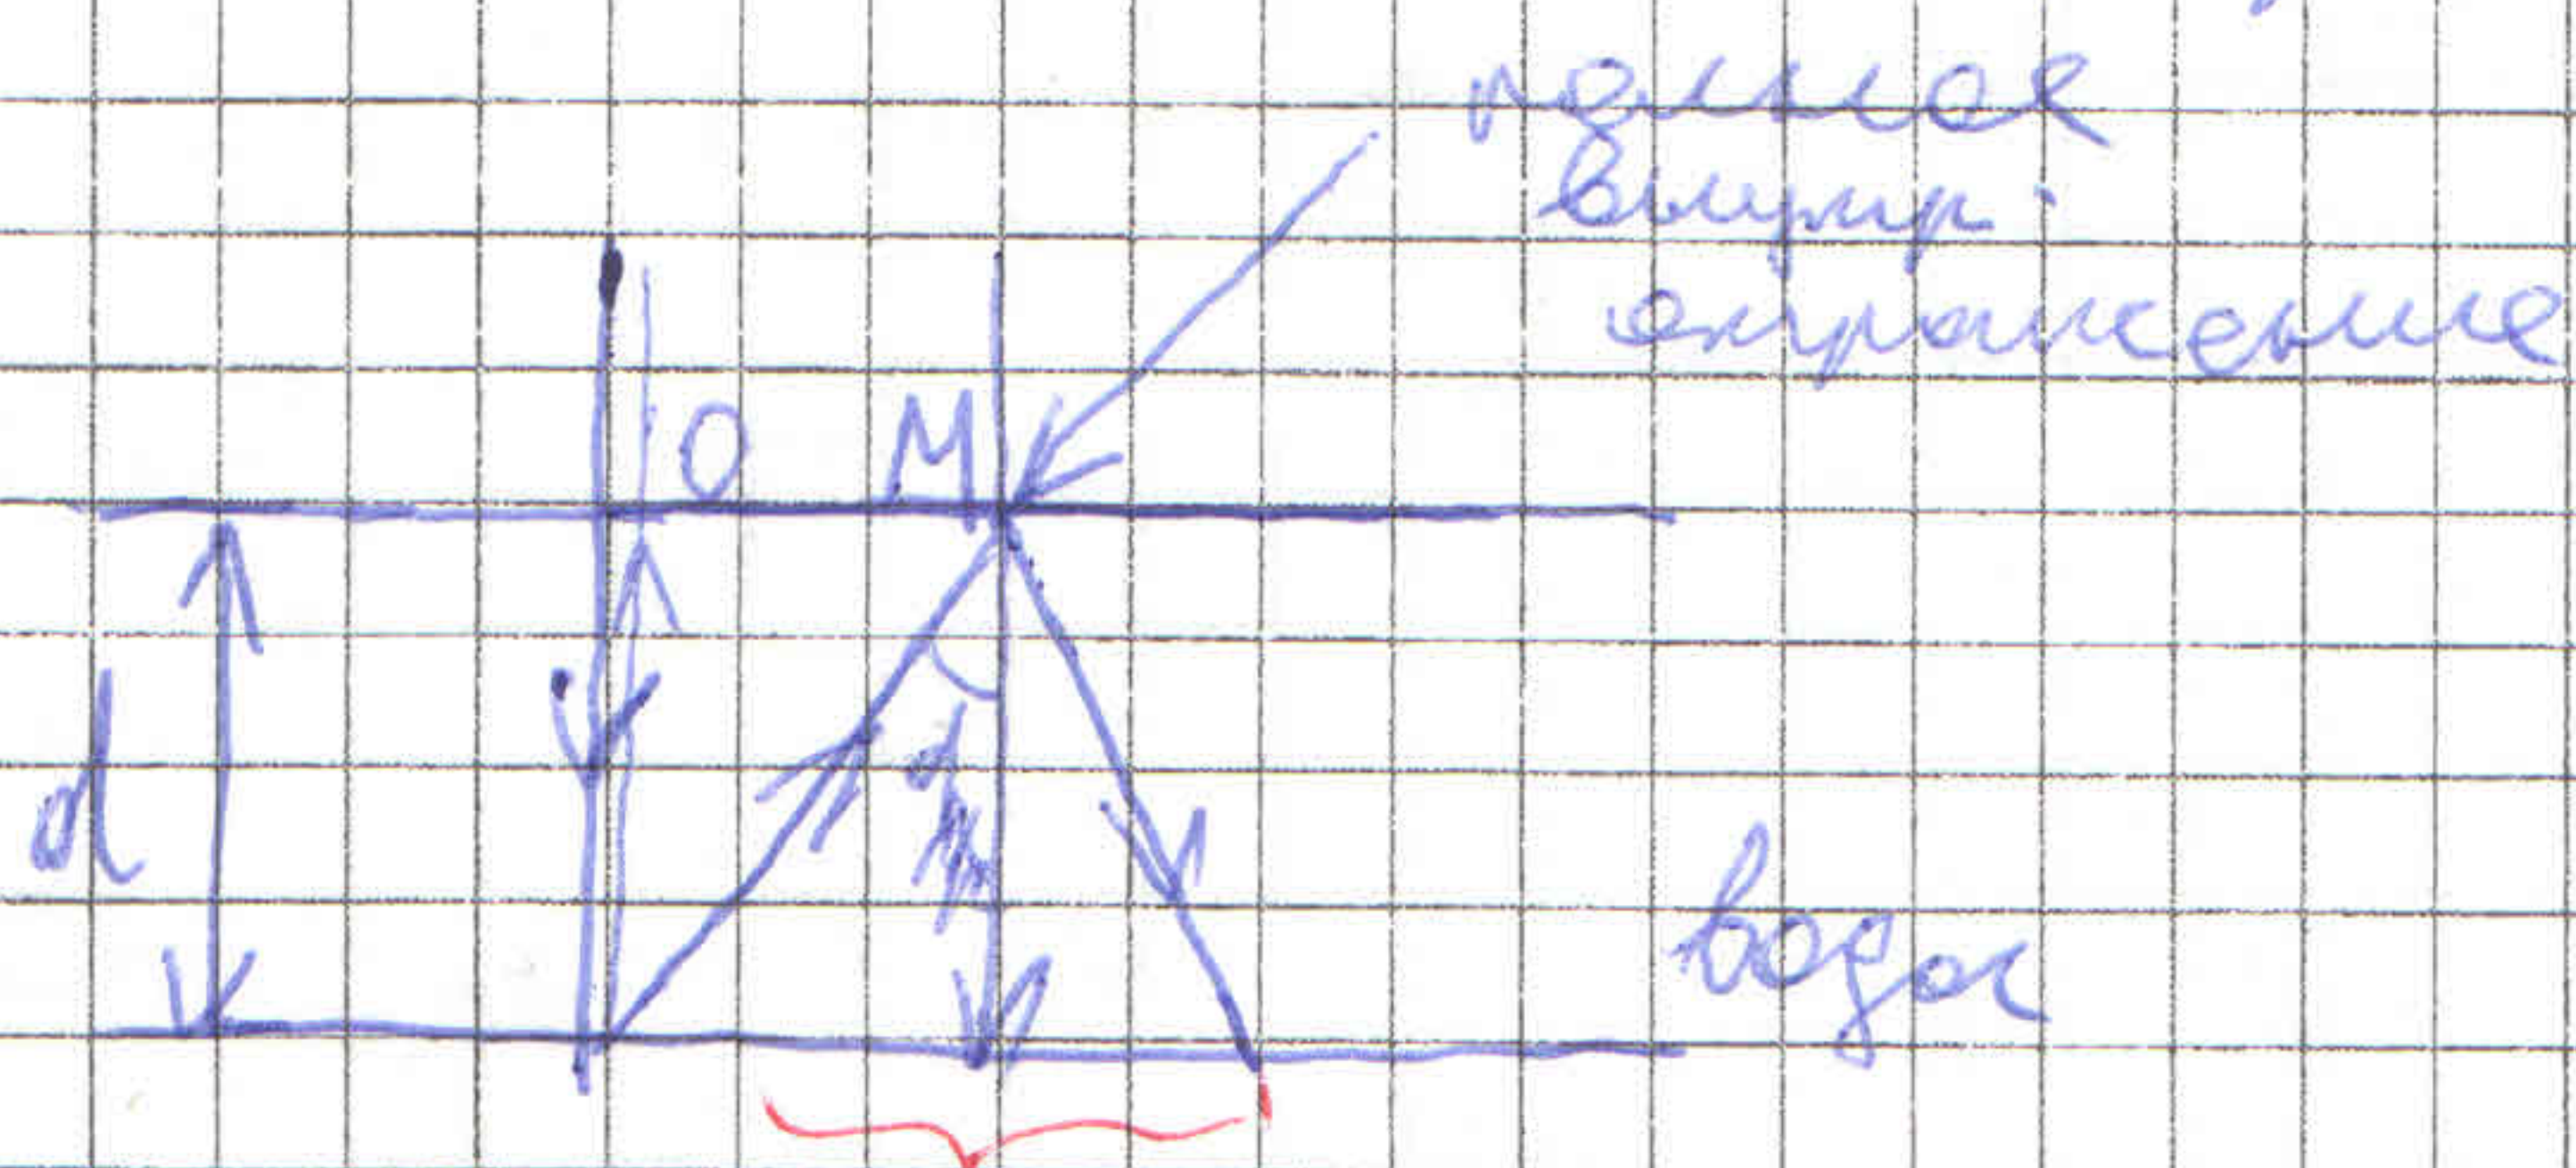 полное
внутр.
отражение
O M
d
α
вода